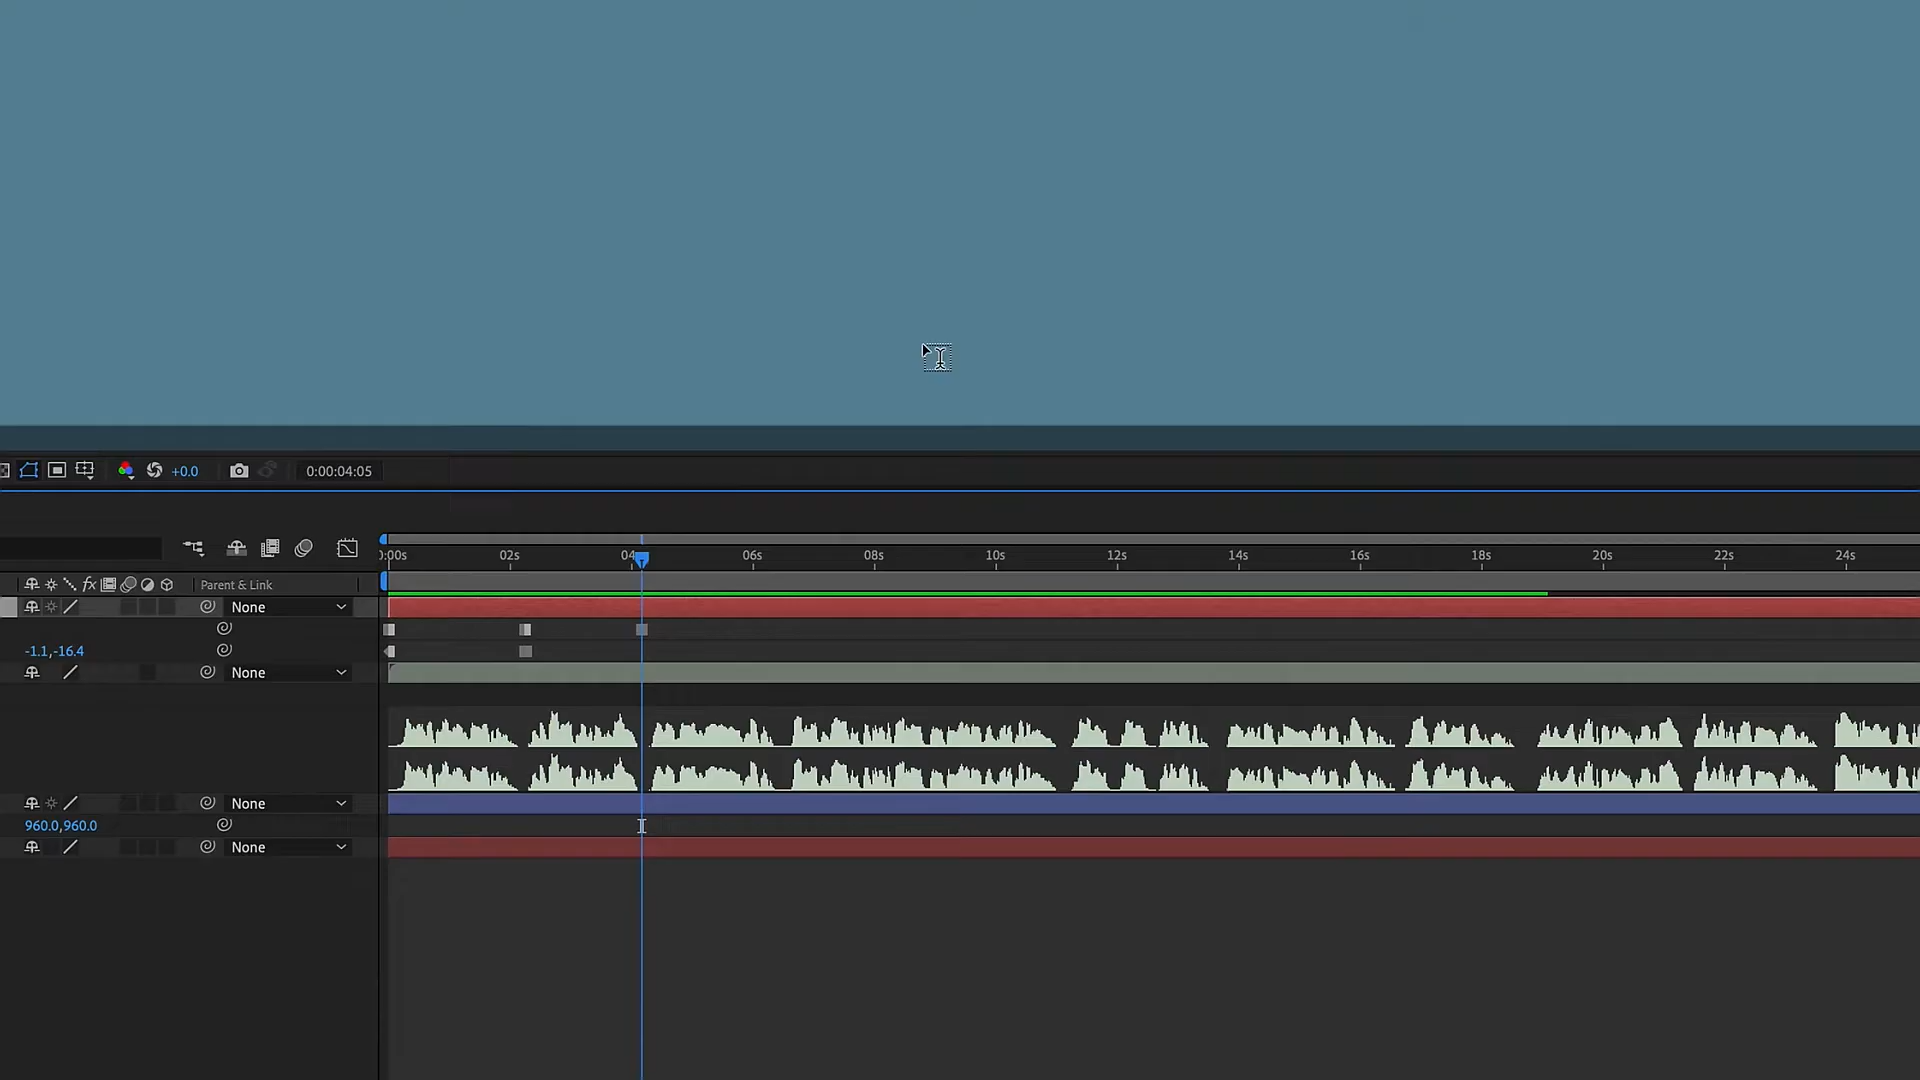 +0.0 0:00:04:05
0:00s 02s 04 06s 08s 10s 12s 14s 16s 18s 20s 22s 24s
fx Parent & Link
None
-1.1,-16.4
None
None
960.0,960.0
None